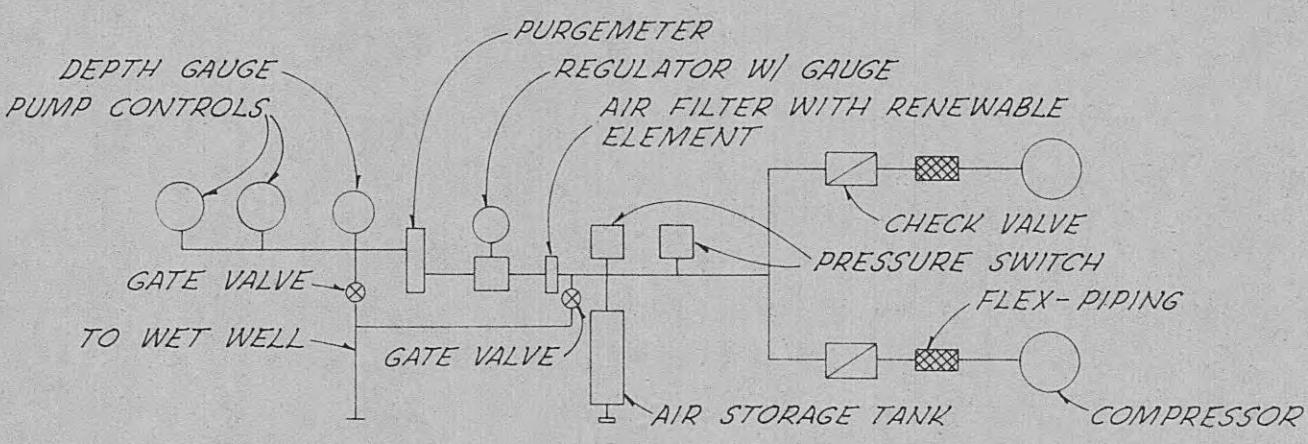 PURGEMETER
DEPTH GAUGE
REGULATOR W/ GAUGE
PUMP CONTROLS
AIR FILTER WITH RENEWABLE
ELEMENT
CHECK VALVE
PRESSURE SWITCH
GATE VALVE
FLEX-PIPING
TO WET WELL
GATE VALVE
AIR STORAGE TANK
COMPRESSOR